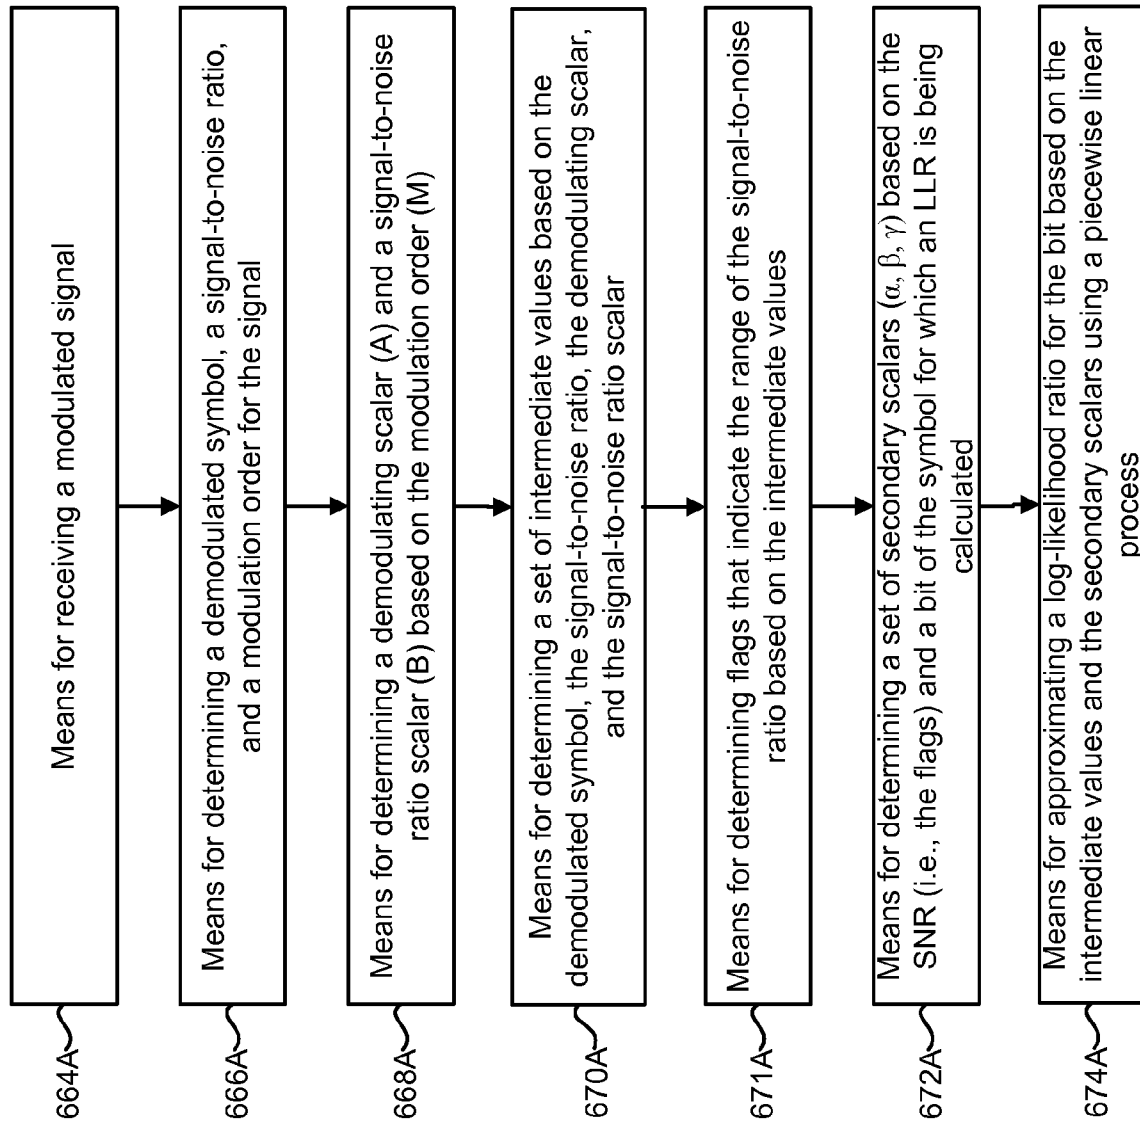 664A
Means for receiving a modulated signal
666A
Means for determining a demodulated symbol, a signal-to-noise ratio,
and a modulation order for the signal
668A
Means for determining a demodulating scalar (A) and a signal-to-noise
ratio scalar (B) based on the modulation order (M)
670A
Means for determining a set of intermediate values based on the
demodulated symbol, the signal-to-noise ratio, the demodulating scalar,
and the signal-to-noise ratio scalar
671A
Means for determining flags that indicate the range of the signal-to-noise
ratio based on the intermediate values
672A
Means for determining a set of secondary scalars (α, β, γ) based on the
SNR (i.e., the flags) and a bit of the symbol for which an LLR is being
calculated
674A
Means for approximating a log-likelihood ratio for the bit based on the
intermediate values and the secondary scalars using a piecewise linear
process